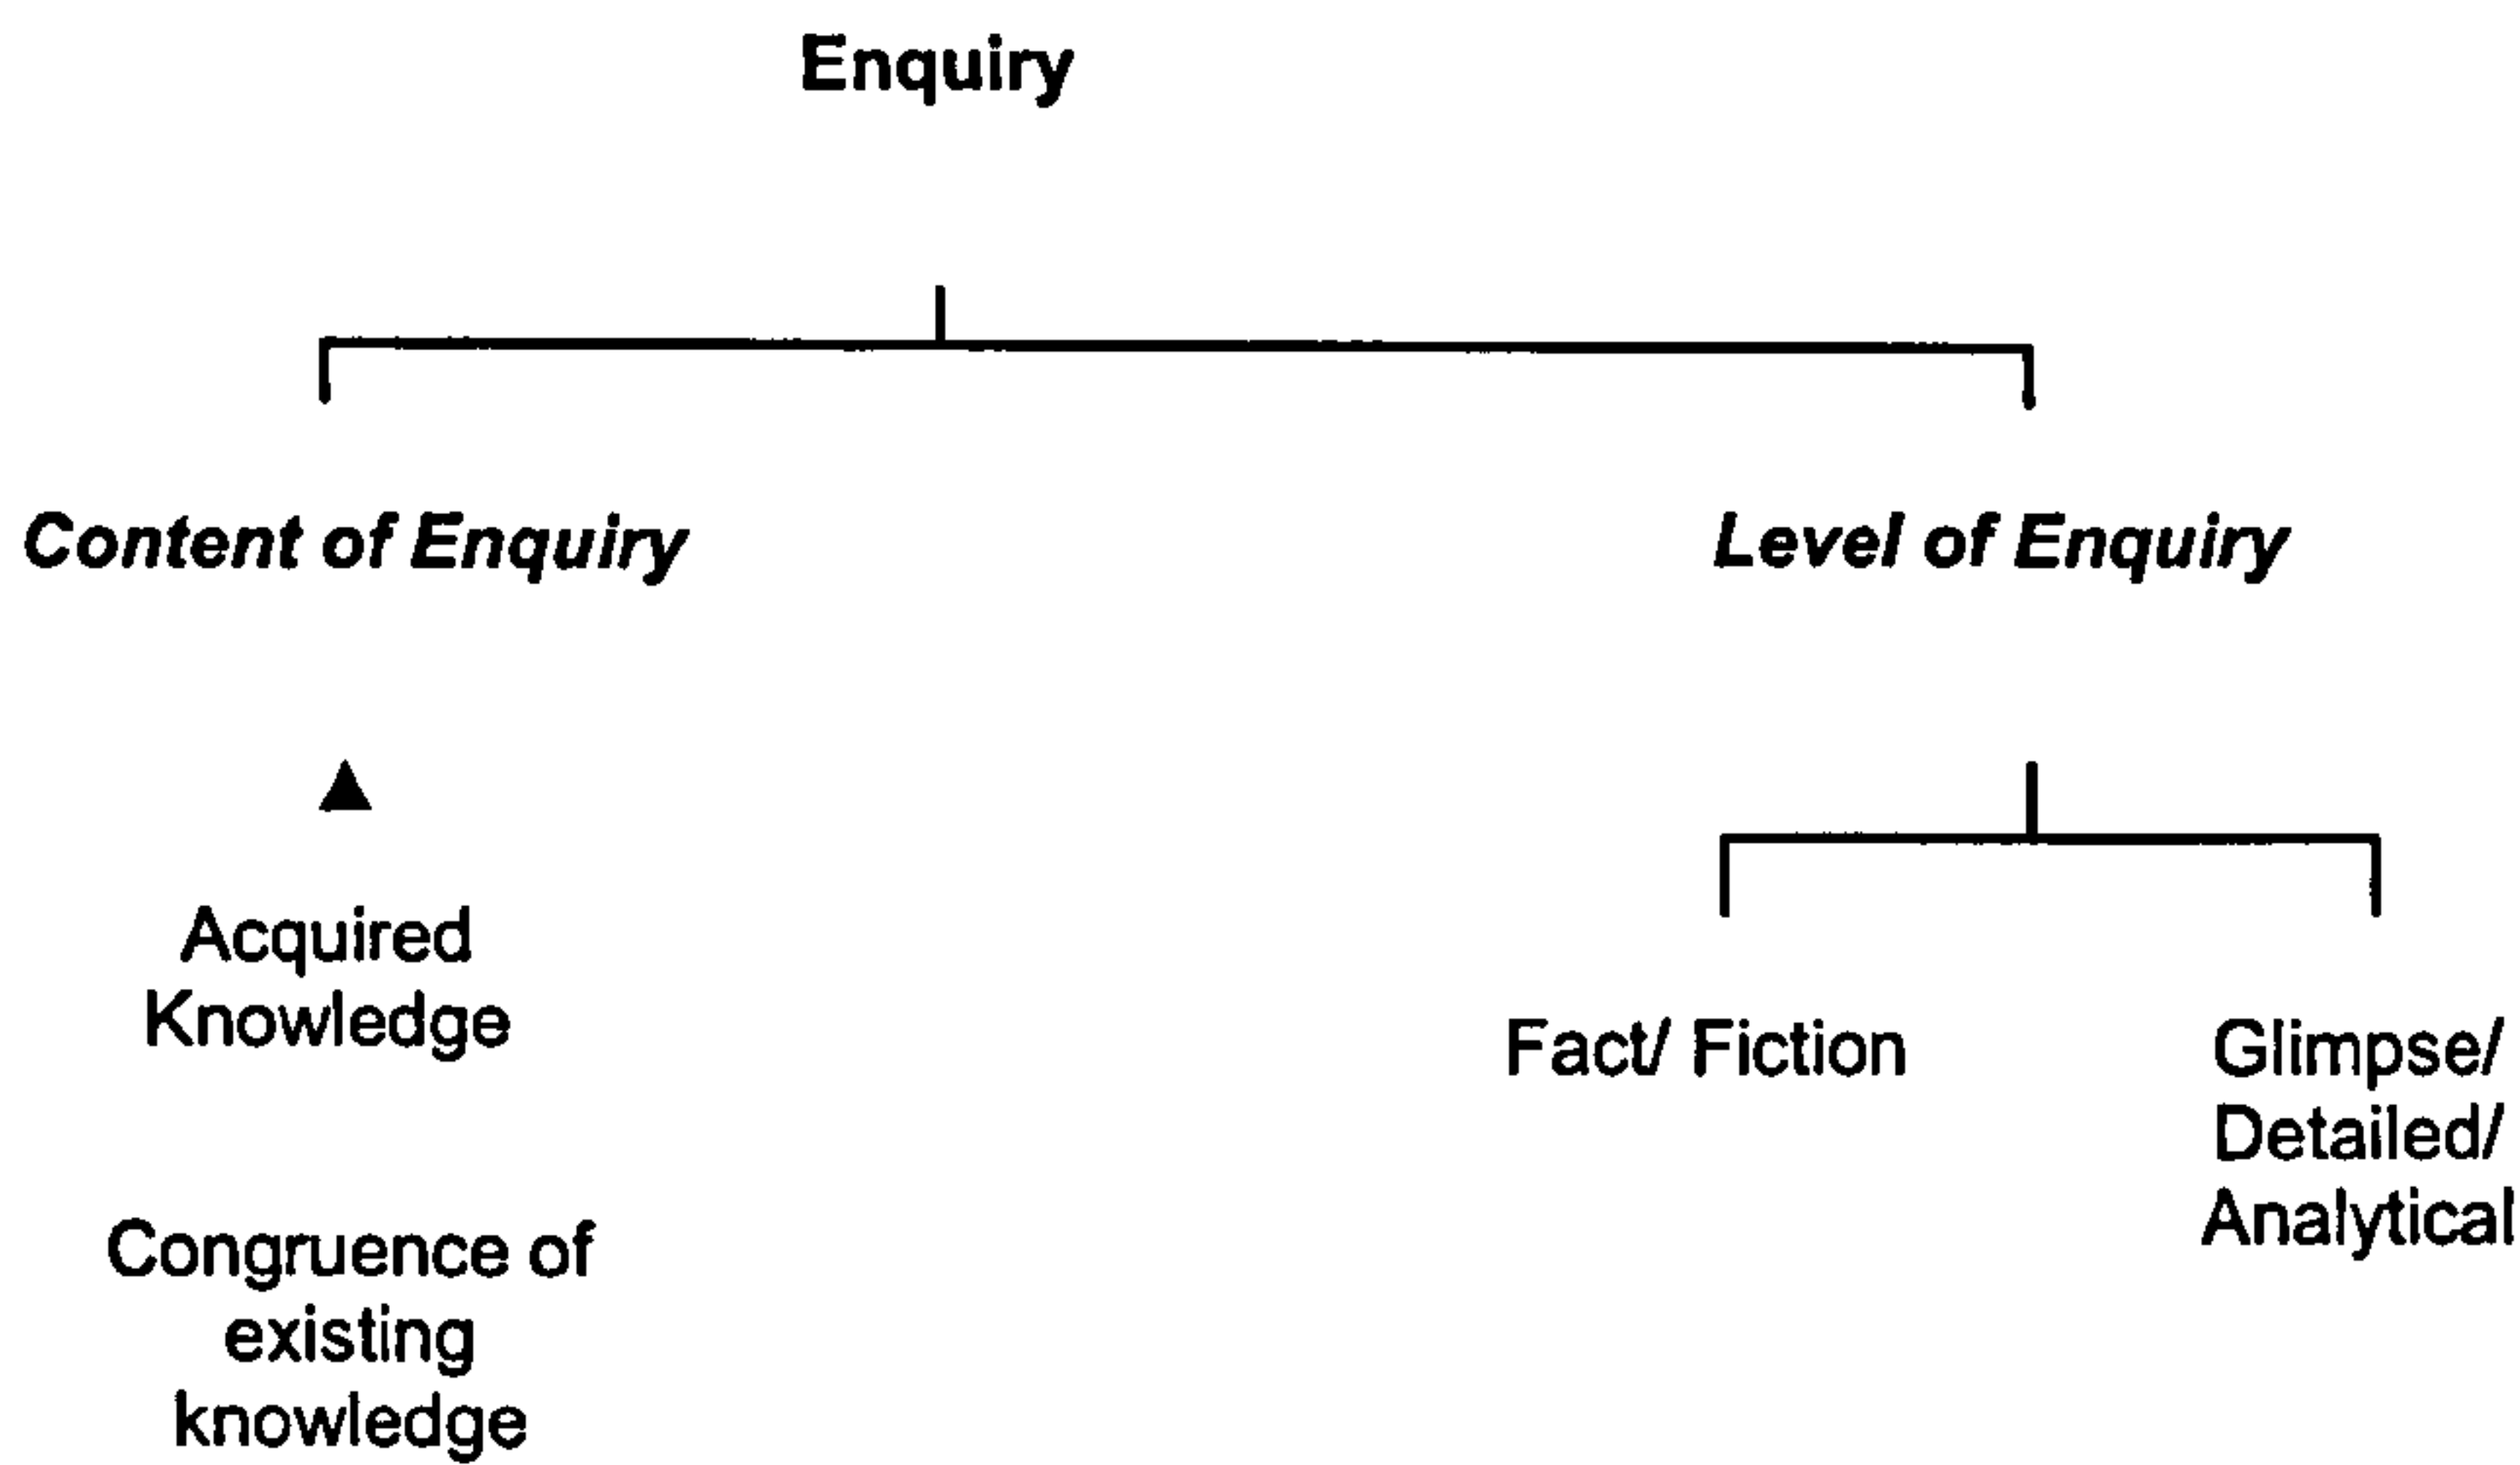 Enquiry
Content of Enquiry
Level of Enquiry
Acquired
Knowledge
Congruence of
existing
knowledge
Fact/ Fiction
Glimpse/
Detailed/
Analytical